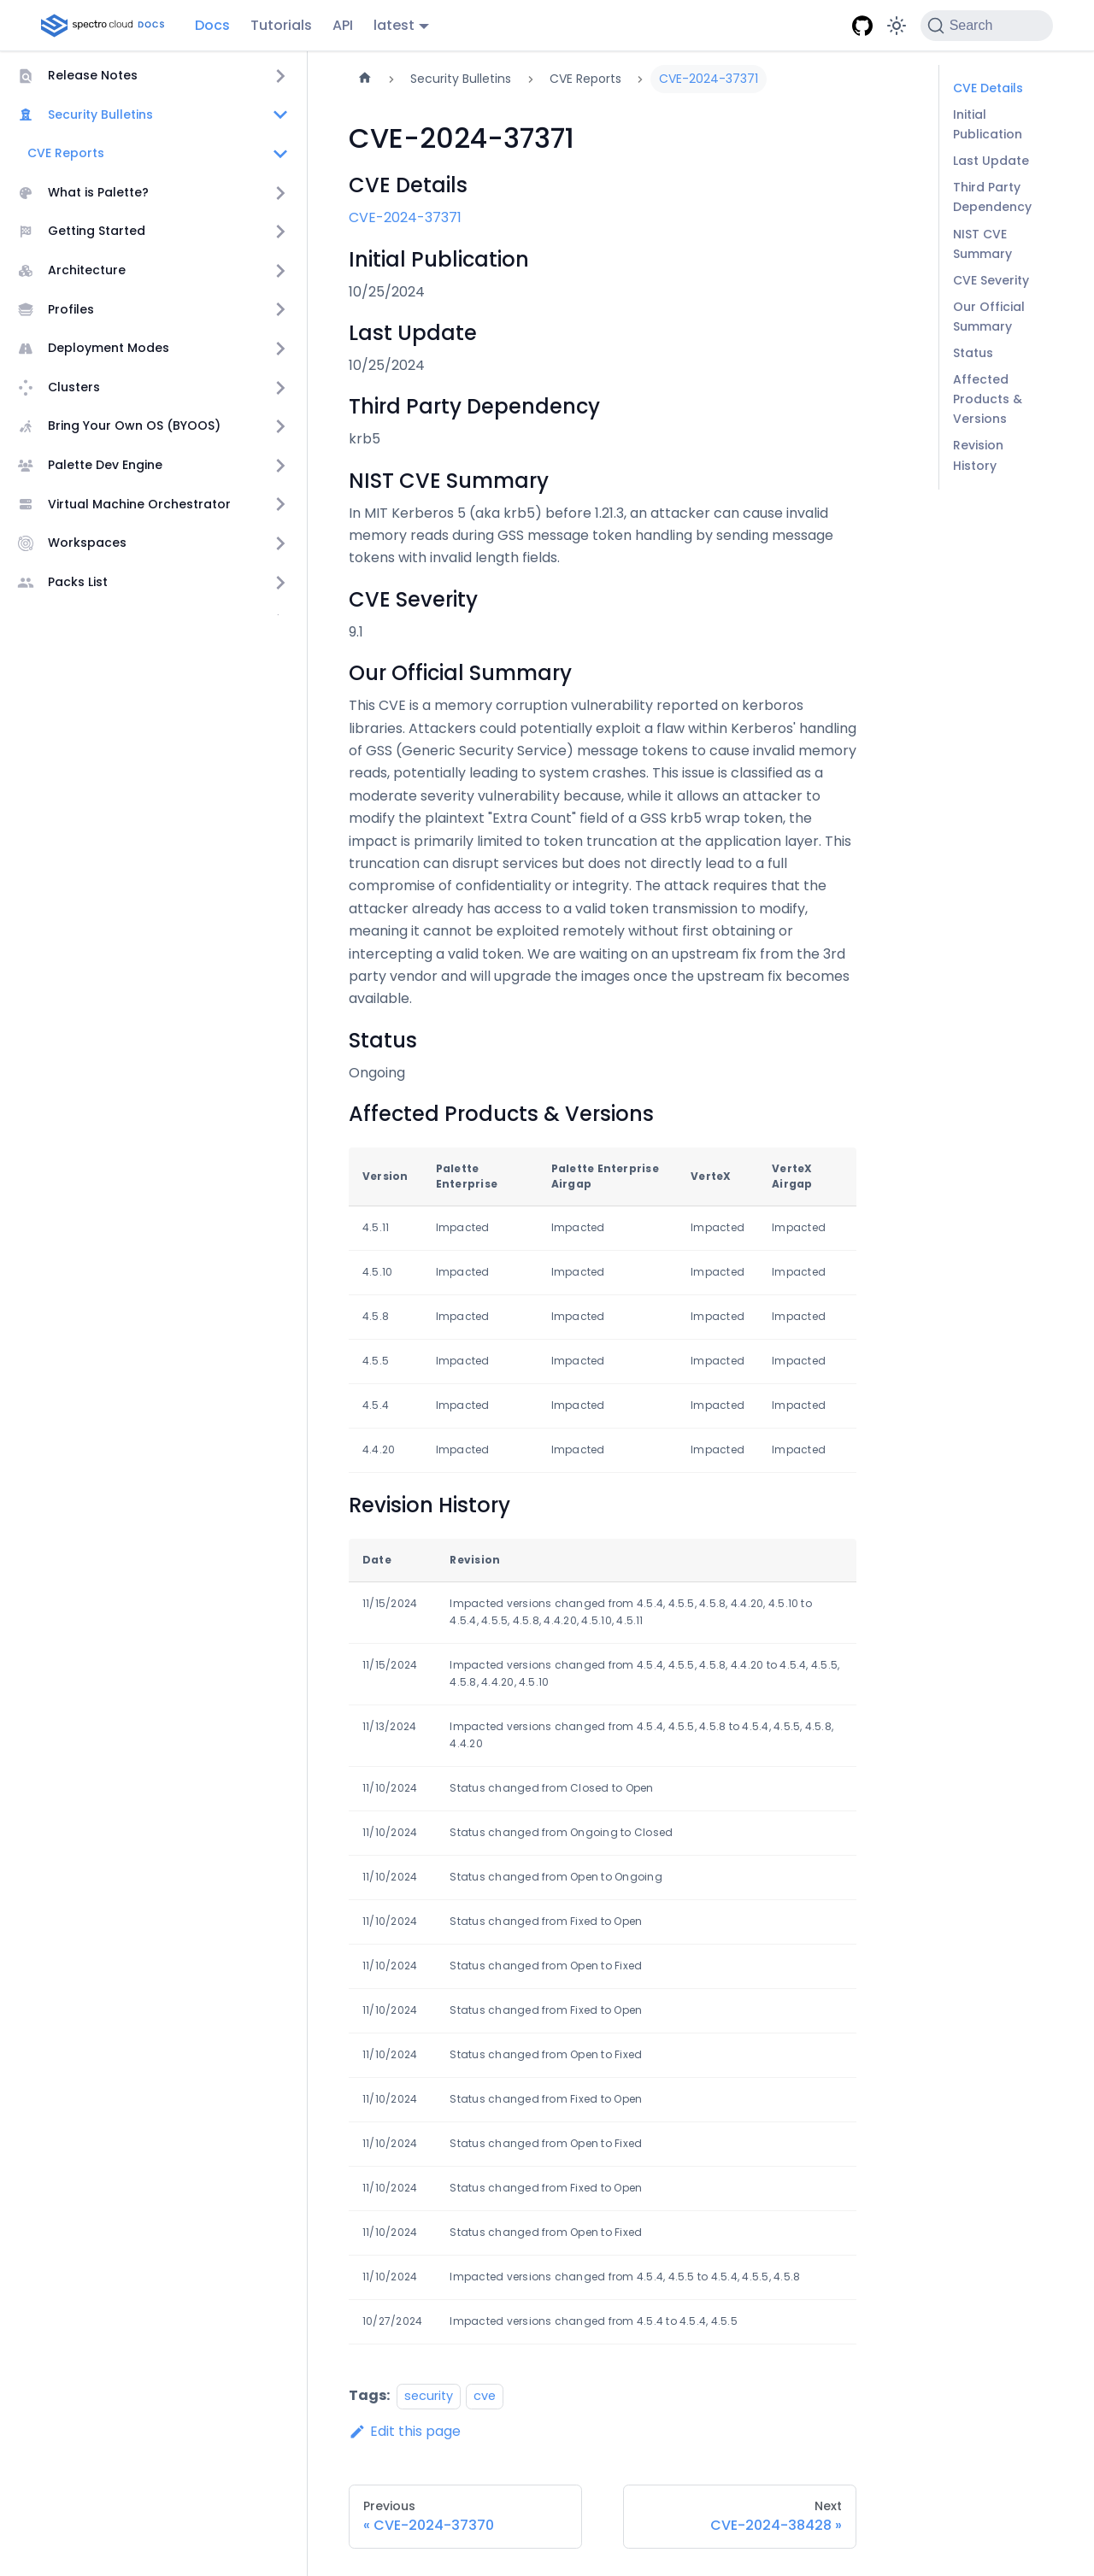 spectro cloud DOCS
Docs
Tutorials
API
latest
Search
Release Notes
Security Bulletins
CVE Reports
What is Palette?
Getting Started
Architecture
Profiles
Deployment Modes
Clusters
Bring Your Own OS (BYOOS)
Palette Dev Engine
Virtual Machine Orchestrator
Workspaces
Packs List
Security Bulletins
CVE Reports
CVE-2024-37371
CVE-2024-37371
CVE Details
CVE-2024-37371
Initial Publication
10/25/2024
Last Update
10/25/2024
Third Party Dependency
krb5
NIST CVE Summary
In MIT Kerberos 5 (aka krb5) before 1.21.3, an attacker can cause invalid
memory reads during GSS message token handling by sending message
tokens with invalid length fields.
CVE Severity
9.1
Our Official Summary
This CVE is a memory corruption vulnerability reported on kerboros
libraries. Attackers could potentially exploit a flaw within Kerberos' handling
of GSS (Generic Security Service) message tokens to cause invalid memory
reads, potentially leading to system crashes. This issue is classified as a
moderate severity vulnerability because, while it allows an attacker to
modify the plaintext "Extra Count" field of a GSS krb5 wrap token, the
impact is primarily limited to token truncation at the application layer. This
truncation can disrupt services but does not directly lead to a full
compromise of confidentiality or integrity. The attack requires that the
attacker already has access to a valid token transmission to modify,
meaning it cannot be exploited remotely without first obtaining or
intercepting a valid token. We are waiting on an upstream fix from the 3rd
party vendor and will upgrade the images once the upstream fix becomes
available.
Status
Ongoing
Affected Products & Versions
Version Palette Enterprise Palette Enterprise Airgap VerteX VerteX Airgap
4.5.11 Impacted Impacted Impacted Impacted
4.5.10 Impacted Impacted Impacted Impacted
4.5.8 Impacted Impacted Impacted Impacted
4.5.5 Impacted Impacted Impacted Impacted
4.5.4 Impacted Impacted Impacted Impacted
4.4.20 Impacted Impacted Impacted Impacted
Revision History
Date Revision
11/15/2024 Impacted versions changed from 4.5.4, 4.5.5, 4.5.8, 4.4.20, 4.5.10 to
4.5.4, 4.5.5, 4.5.8, 4.4.20, 4.5.10, 4.5.11
11/15/2024 Impacted versions changed from 4.5.4, 4.5.5, 4.5.8, 4.4.20 to 4.5.4, 4.5.5,
4.5.8, 4.4.20, 4.5.10
11/13/2024 Impacted versions changed from 4.5.4, 4.5.5, 4.5.8 to 4.5.4, 4.5.5, 4.5.8,
4.4.20
11/10/2024 Status changed from Closed to Open
11/10/2024 Status changed from Ongoing to Closed
11/10/2024 Status changed from Open to Ongoing
11/10/2024 Status changed from Fixed to Open
11/10/2024 Status changed from Open to Fixed
11/10/2024 Status changed from Fixed to Open
11/10/2024 Status changed from Open to Fixed
11/10/2024 Status changed from Fixed to Open
11/10/2024 Status changed from Open to Fixed
11/10/2024 Status changed from Fixed to Open
11/10/2024 Status changed from Open to Fixed
11/10/2024 Impacted versions changed from 4.5.4, 4.5.5 to 4.5.4, 4.5.5, 4.5.8
10/27/2024 Impacted versions changed from 4.5.4 to 4.5.4, 4.5.5
Tags: security cve
Edit this page
Previous
« CVE-2024-37370
Next
CVE-2024-38428 »
CVE Details
Initial
Publication
Last Update
Third Party
Dependency
NIST CVE
Summary
CVE Severity
Our Official
Summary
Status
Affected
Products &
Versions
Revision
History